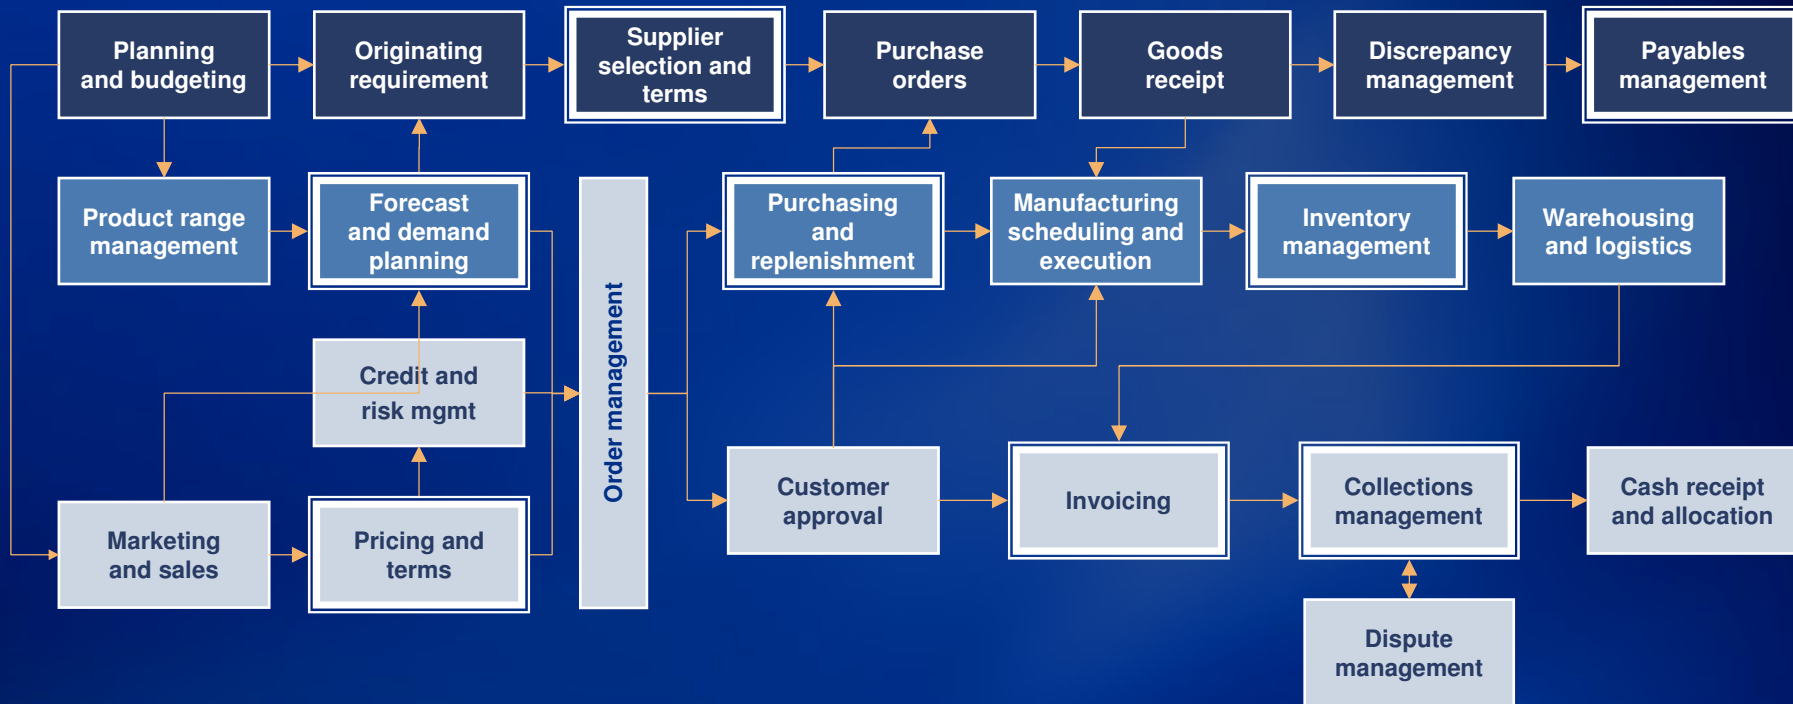 Planning
and budgeting
Originating
requirement
Supplier
selection and
terms
Purchase
orders
Goods
receipt
Discrepancy
management
Payables
management
Product range
management
Forecast
and demand
planning
Purchasing
and
replenishment
Manufacturing
scheduling and
execution
Inventory
management
Warehousing
and logistics
Credit and
risk mgmt
Order management
Marketing
and sales
Pricing and
terms
Customer
approval
Invoicing
Collections
management
Cash receipt
and allocation
Dispute
management